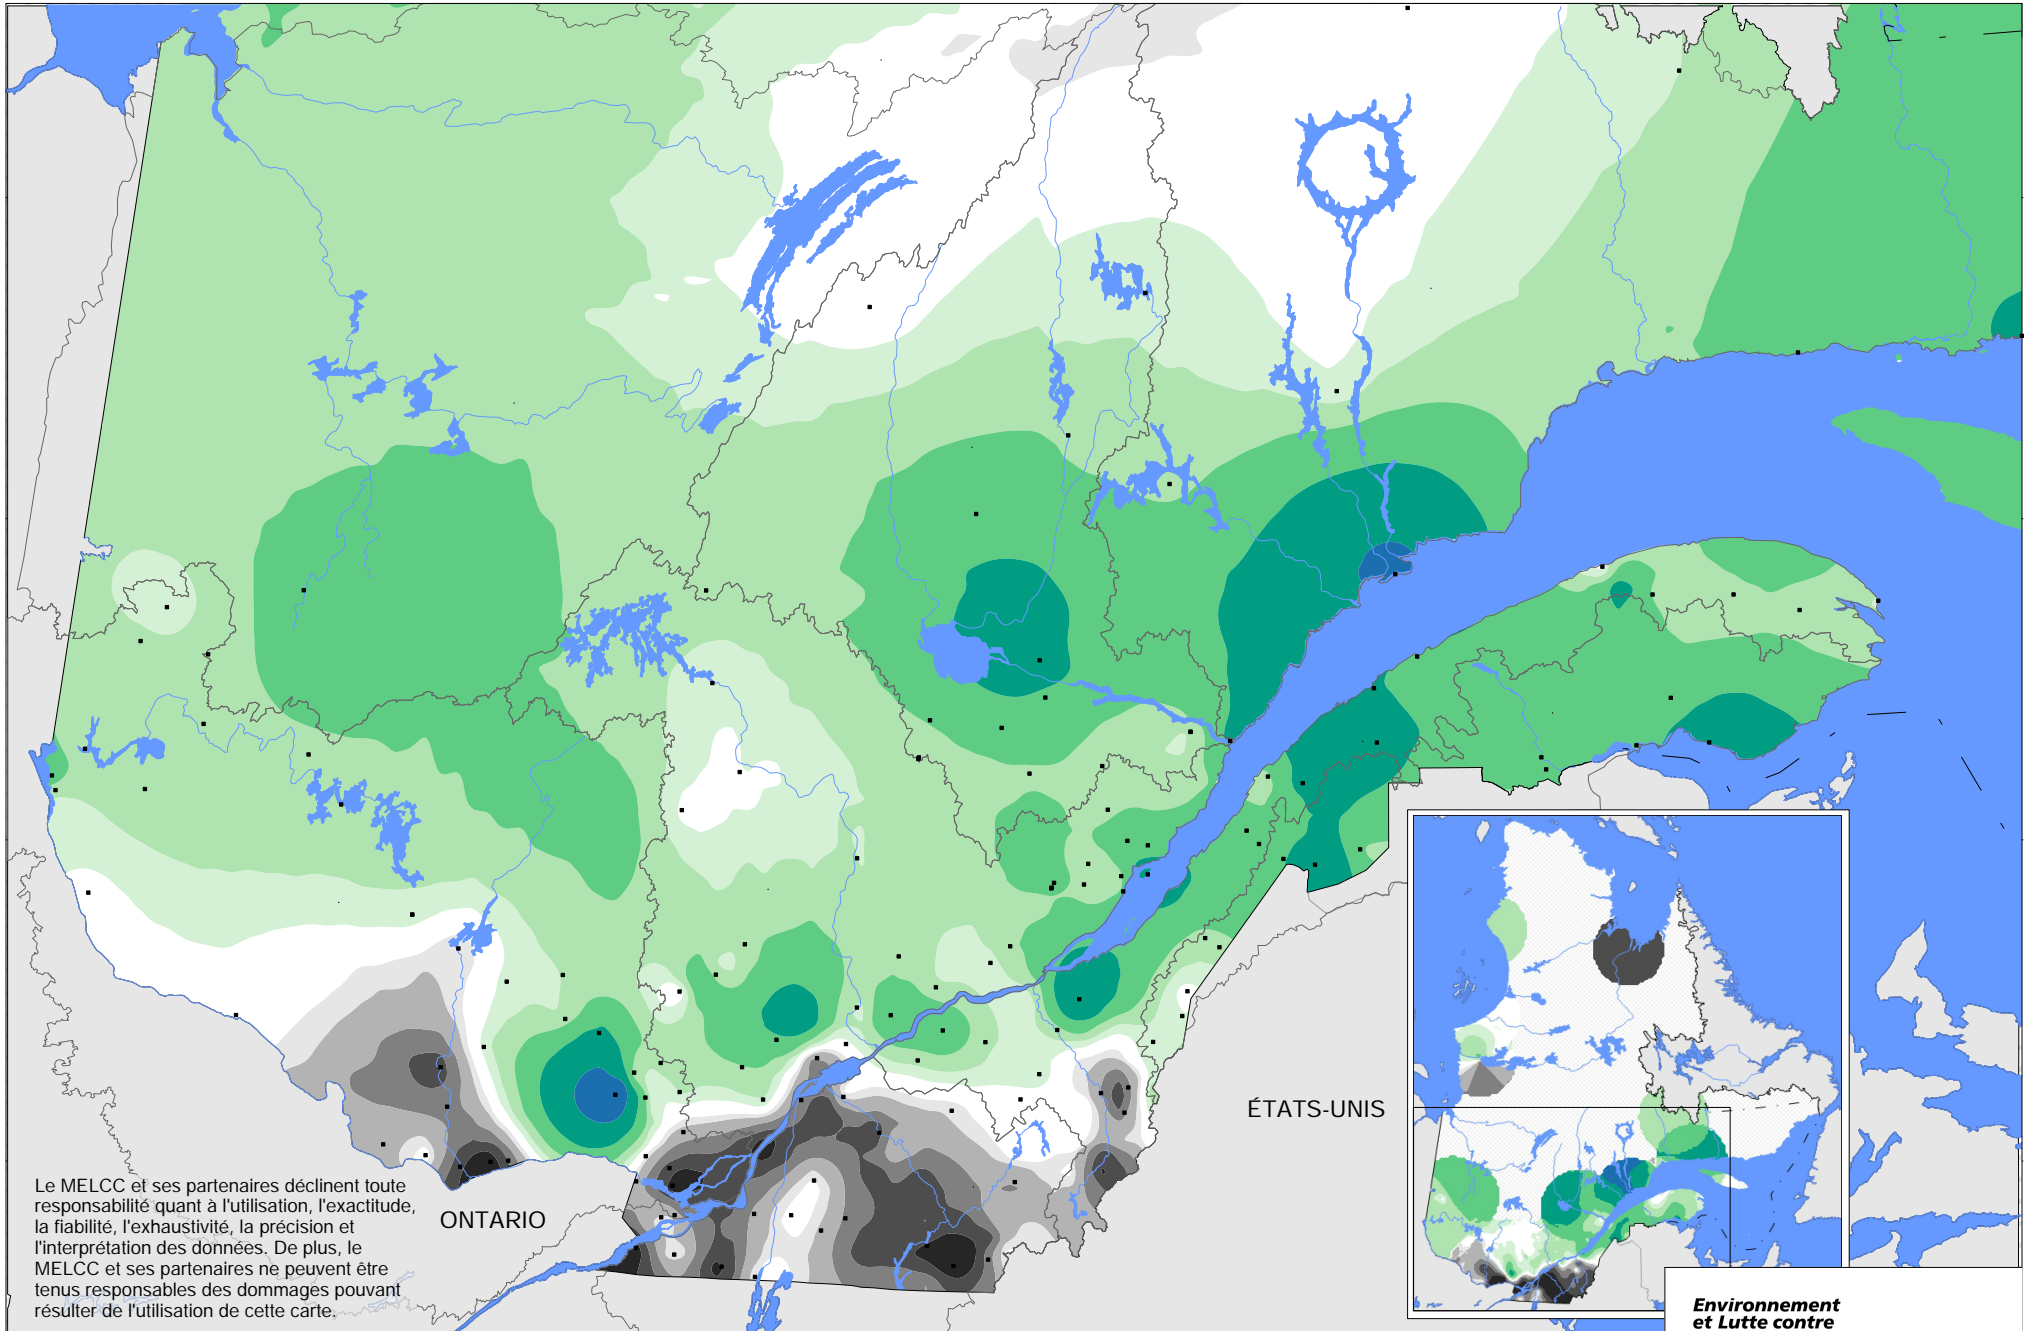 Le MELCC et ses partenaires déclinent toute
responsabilité quant à l'utilisation, l'exactitude,
la fiabilité, l'exhaustivité, la précision et
l'interprétation des données. De plus, le
MELCC et ses partenaires ne peuvent être
tenus responsables des dommages pouvant
résulter de l'utilisation de cette carte.
ONTARIO
ÉTATS-UNIS
Environnement
et Lutte contre